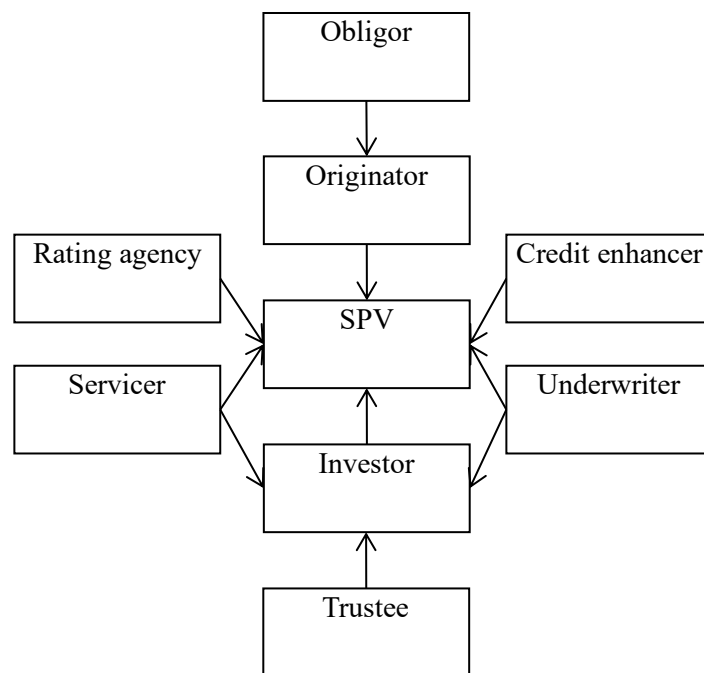 Obligor
Originator
Rating agency
Credit enhancer
SPV
Servicer
Underwriter
Investor
Trustee